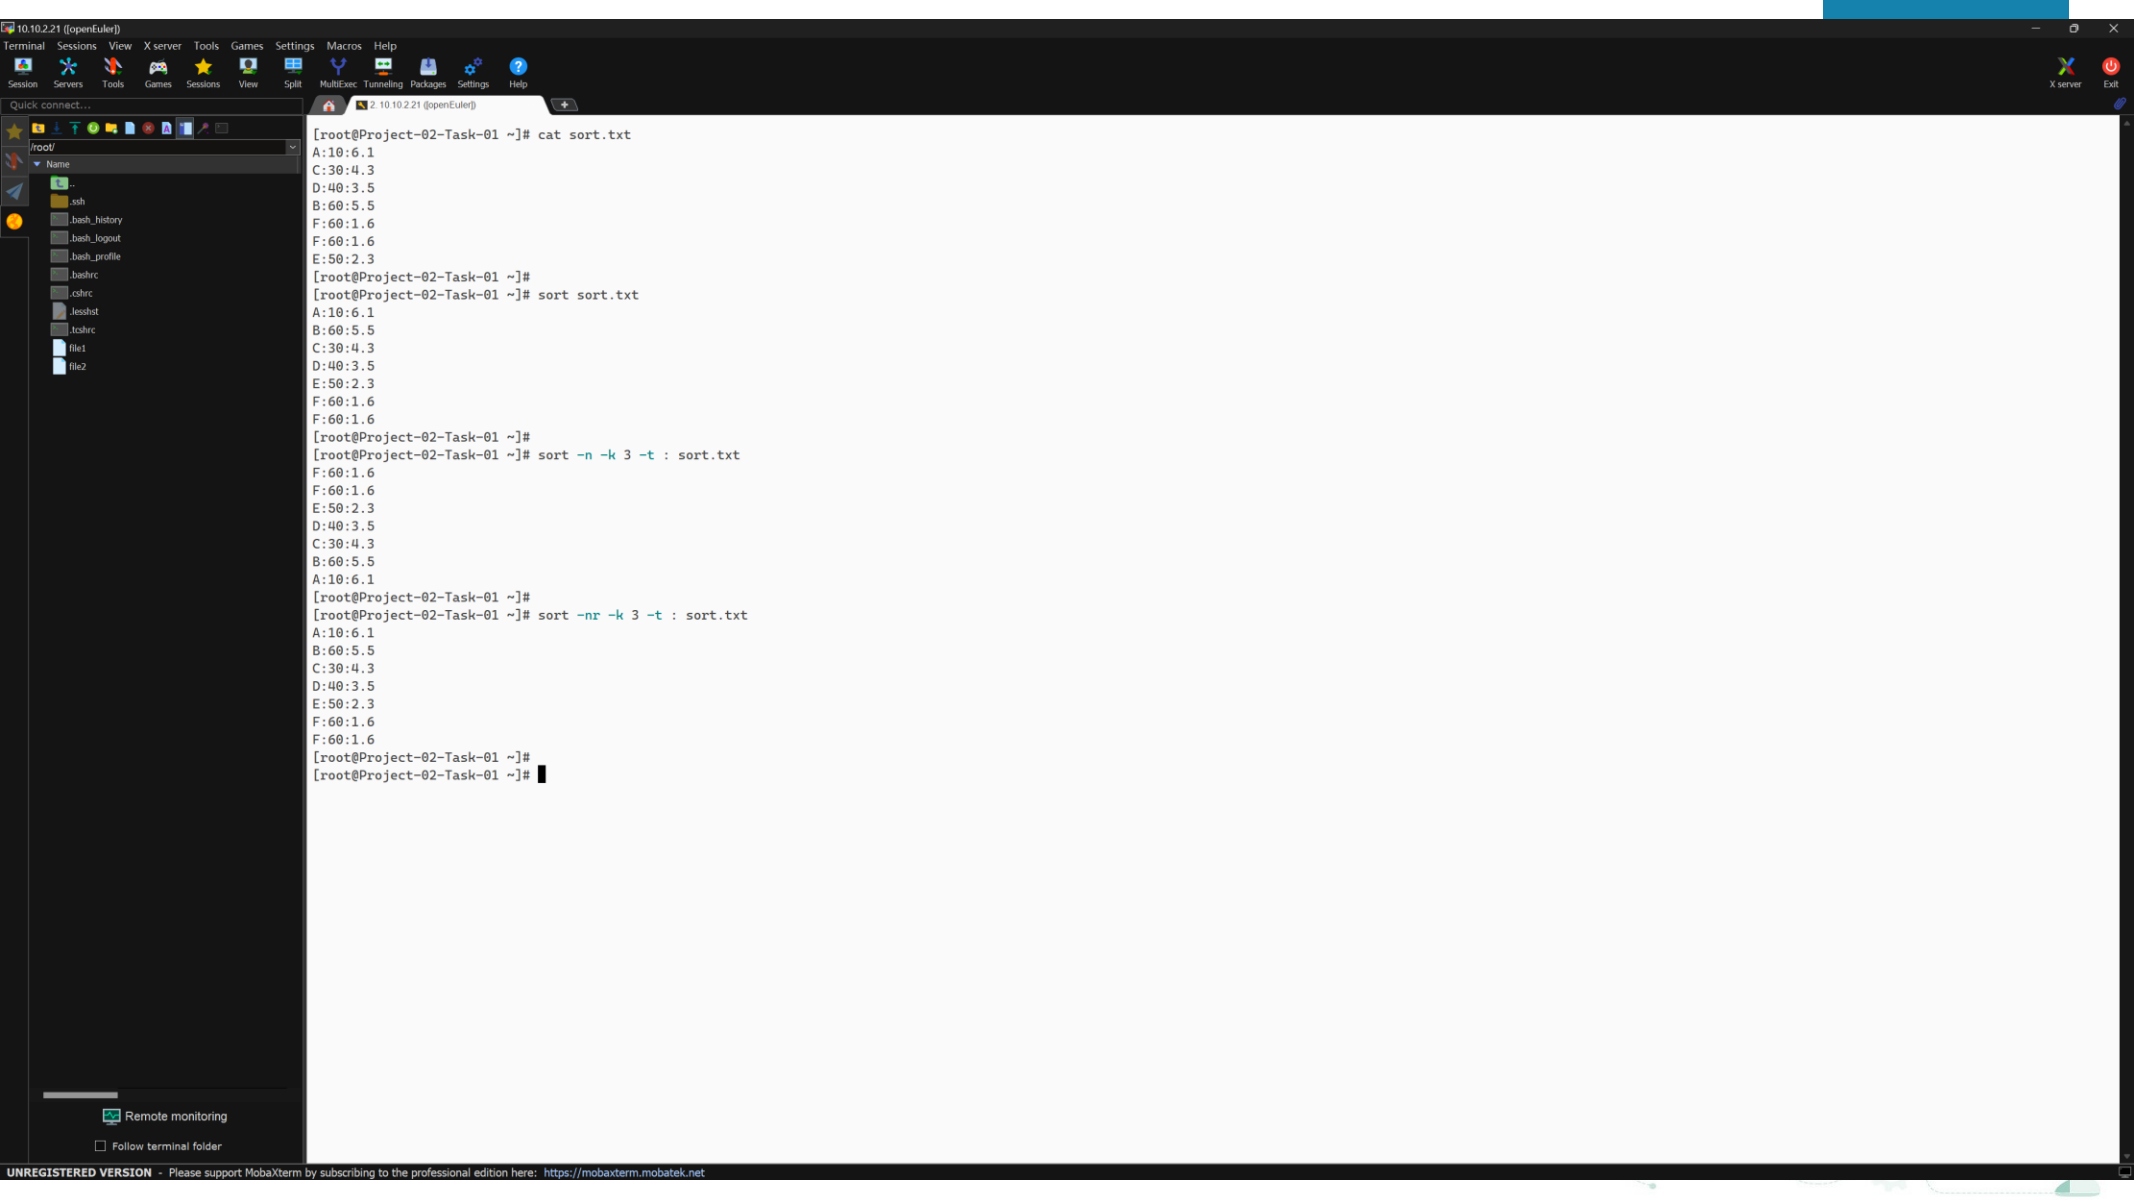 10.10.2.21 ([openEuler])
Terminal Sessions View X server Tools Games Settings Macros Help
Session Servers Tools Games Sessions View Split MultiExec Tunneling Packages Settings Help X server Exit
Quick connect...
2. 10.10.2.21 ([openEuler])
/root/
Name
..
.ssh
.bash_history
.bash_logout
.bash_profile
.bashrc
.cshrc
.lesshst
.tcshrc
file1
file2
[root@Project-02-Task-01 ~]# cat sort.txt
A:10:6.1
C:30:4.3
D:40:3.5
B:60:5.5
F:60:1.6
F:60:1.6
E:50:2.3
[root@Project-02-Task-01 ~]#
[root@Project-02-Task-01 ~]# sort sort.txt
A:10:6.1
B:60:5.5
C:30:4.3
D:40:3.5
E:50:2.3
F:60:1.6
F:60:1.6
[root@Project-02-Task-01 ~]#
[root@Project-02-Task-01 ~]# sort -n -k 3 -t : sort.txt
F:60:1.6
F:60:1.6
E:50:2.3
D:40:3.5
C:30:4.3
B:60:5.5
A:10:6.1
[root@Project-02-Task-01 ~]#
[root@Project-02-Task-01 ~]# sort -nr -k 3 -t : sort.txt
A:10:6.1
B:60:5.5
C:30:4.3
D:40:3.5
E:50:2.3
F:60:1.6
F:60:1.6
[root@Project-02-Task-01 ~]#
[root@Project-02-Task-01 ~]#
Remote monitoring
Follow terminal folder
UNREGISTERED VERSION - Please support MobaXterm by subscribing to the professional edition here: https://mobaxterm.mobatek.net